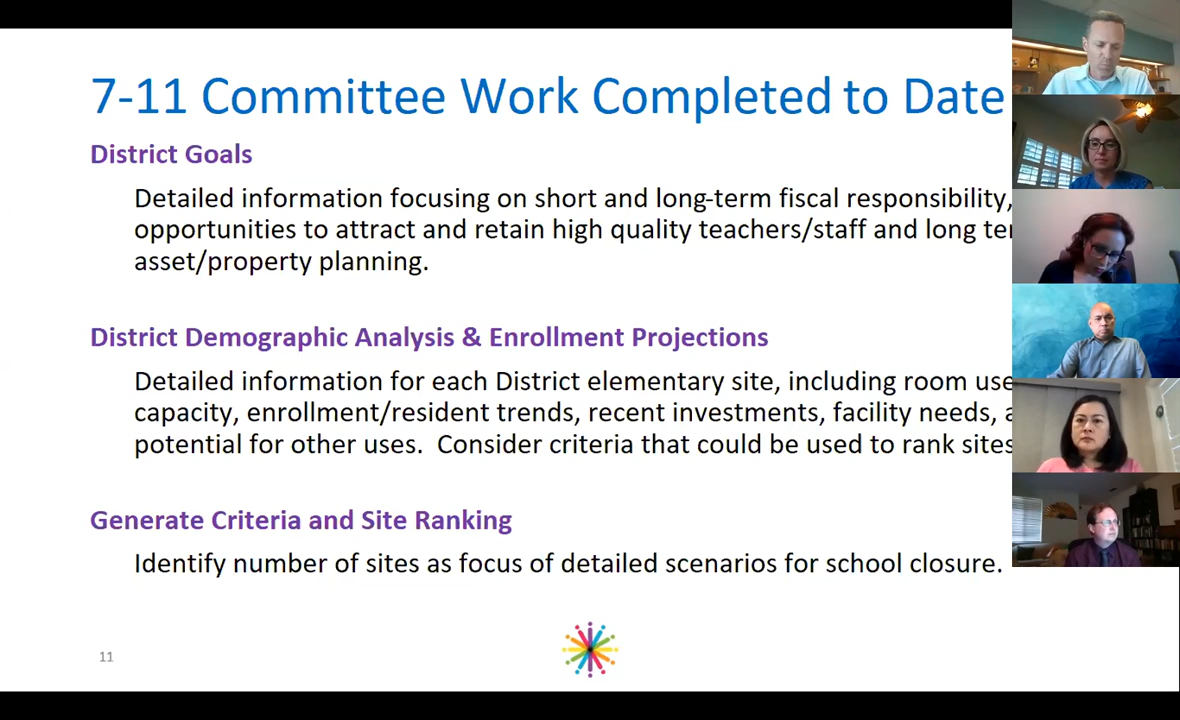 7-11 Committee Work Completed to Date
District Goals
Detailed information focusing on short and long-term fiscal responsibility,
opportunities to attract and retain high quality teachers/staff and long
asset/property planning.
District Demographic Analysis & Enrollment Projections
Detailed information for each District elementary site, including room use
capacity, enrollment/resident trends, recent investments, facility needs,
potential for other uses. Consider criteria that could be used to rank sites
Generate Criteria and Site Ranking
Identify number of sites as focus of detailed scenarios for school closure.
11